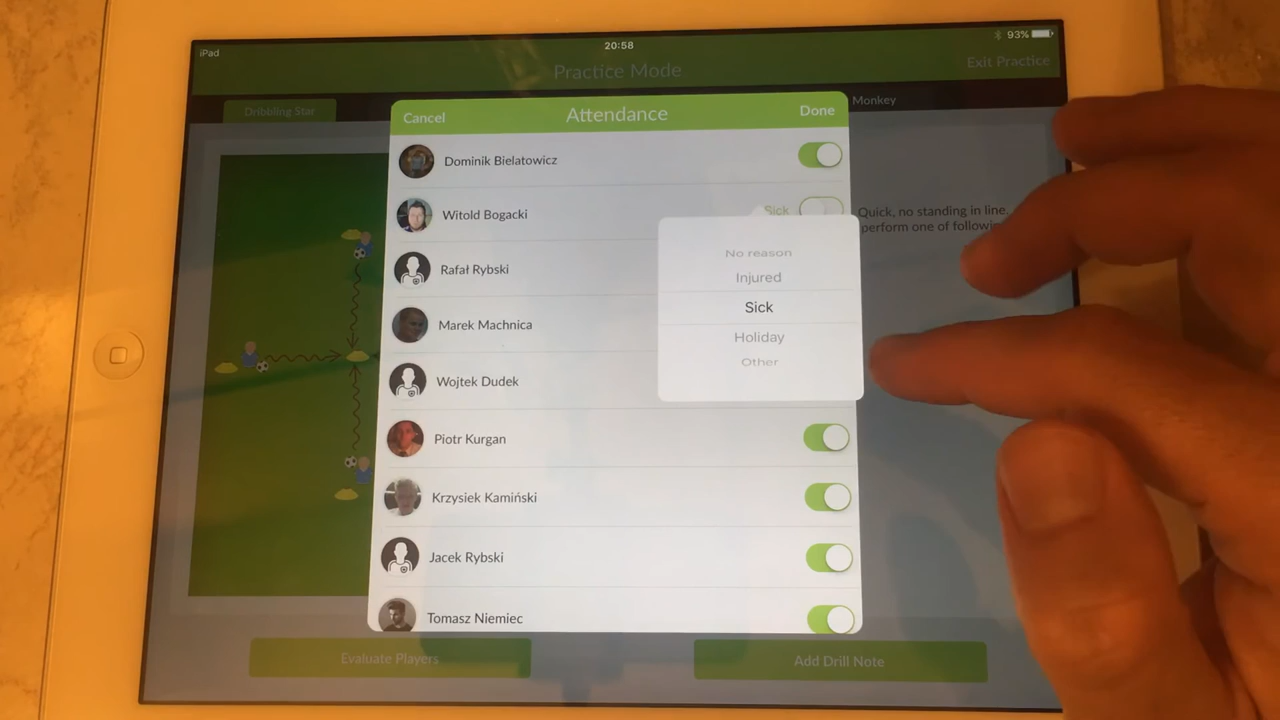 iPad
20:58
93%
Practice Mode
Exit Practice
Dribbling Star
Monkey
Cancel
Attendance
Done
Dominik Bielatowicz
Witold Bogacki
Sick
Quick, no standing in line,
perform one of
Rafał Rybski
No reason
Injured
Sick
Holiday
Other
Marek Machnica
Wojtek Dudek
Piotr Kurgan
Krzysiek Kamiński
Jacek Rybski
Tomasz Niemiec
Evaluate Players
Add Drill Note